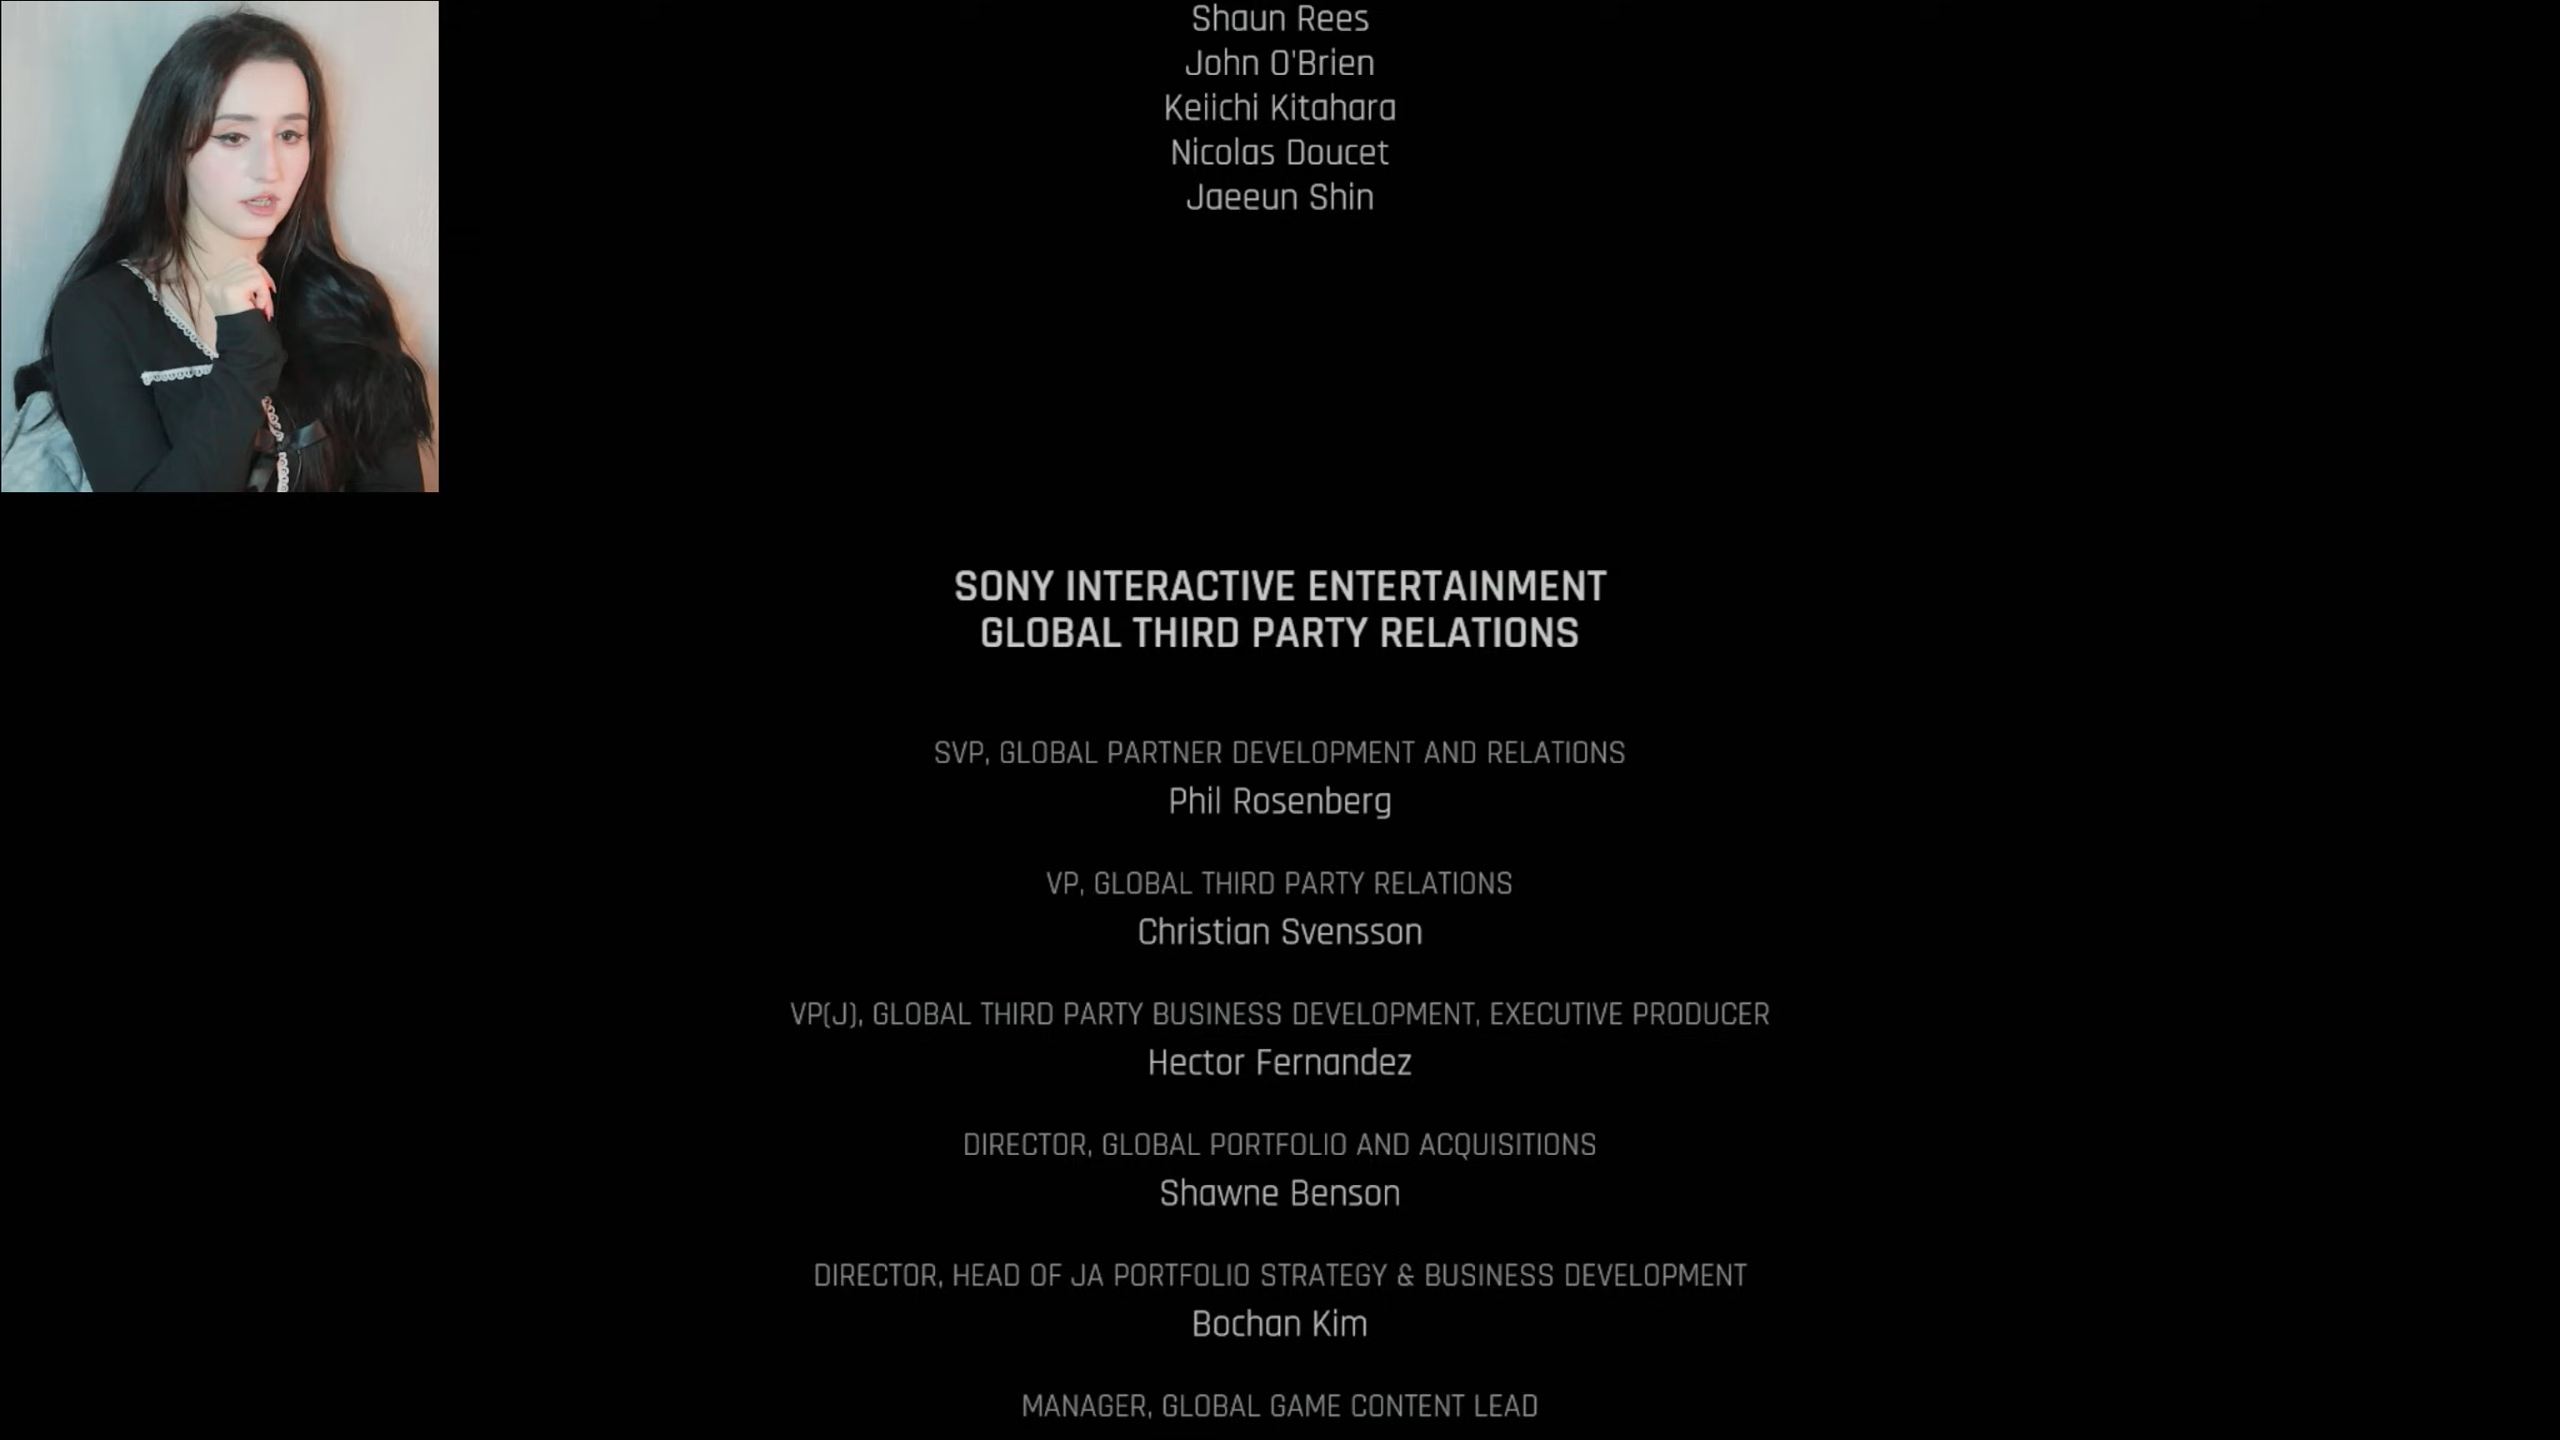 Shaun Rees
John O'Brien
Keiichi Kitahara
Nicolas Doucet
Jaeeun Shin
SONY INTERACTIVE ENTERTAINMENT
GLOBAL THIRD PARTY RELATIONS
SVP, GLOBAL PARTNER DEVELOPMENT AND RELATIONS
Phil Rosenberg
VP, GLOBAL THIRD PARTY RELATIONS
Christian Svensson
VP(J), GLOBAL THIRD PARTY BUSINESS DEVELOPMENT, EXECUTIVE PRODUCER
Hector Fernandez
DIRECTOR, GLOBAL PORTFOLIO AND ACQUISITIONS
Shawne Benson
DIRECTOR, HEAD OF JA PORTFOLIO STRATEGY & BUSINESS DEVELOPMENT
Bochan Kim
MANAGER, GLOBAL GAME CONTENT LEAD